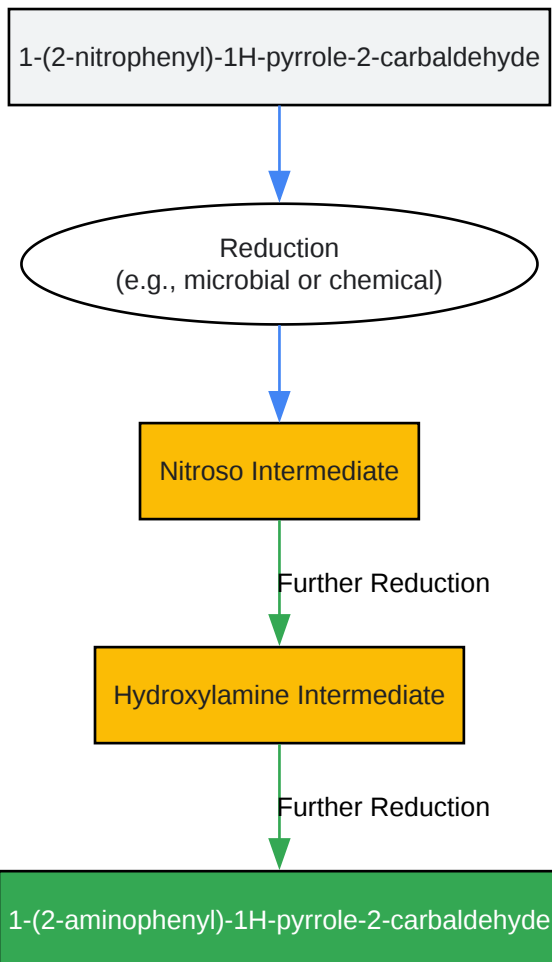 1-(2-nitrophenyl)-1H-pyrrole-2-carbaldehyde
Reduction
(e.g., microbial or chemical)
Nitroso Intermediate
Further Reduction
Hydroxylamine Intermediate
Further Reduction
1-(2-aminophenyl)-1H-pyrrole-2-carbaldehyde